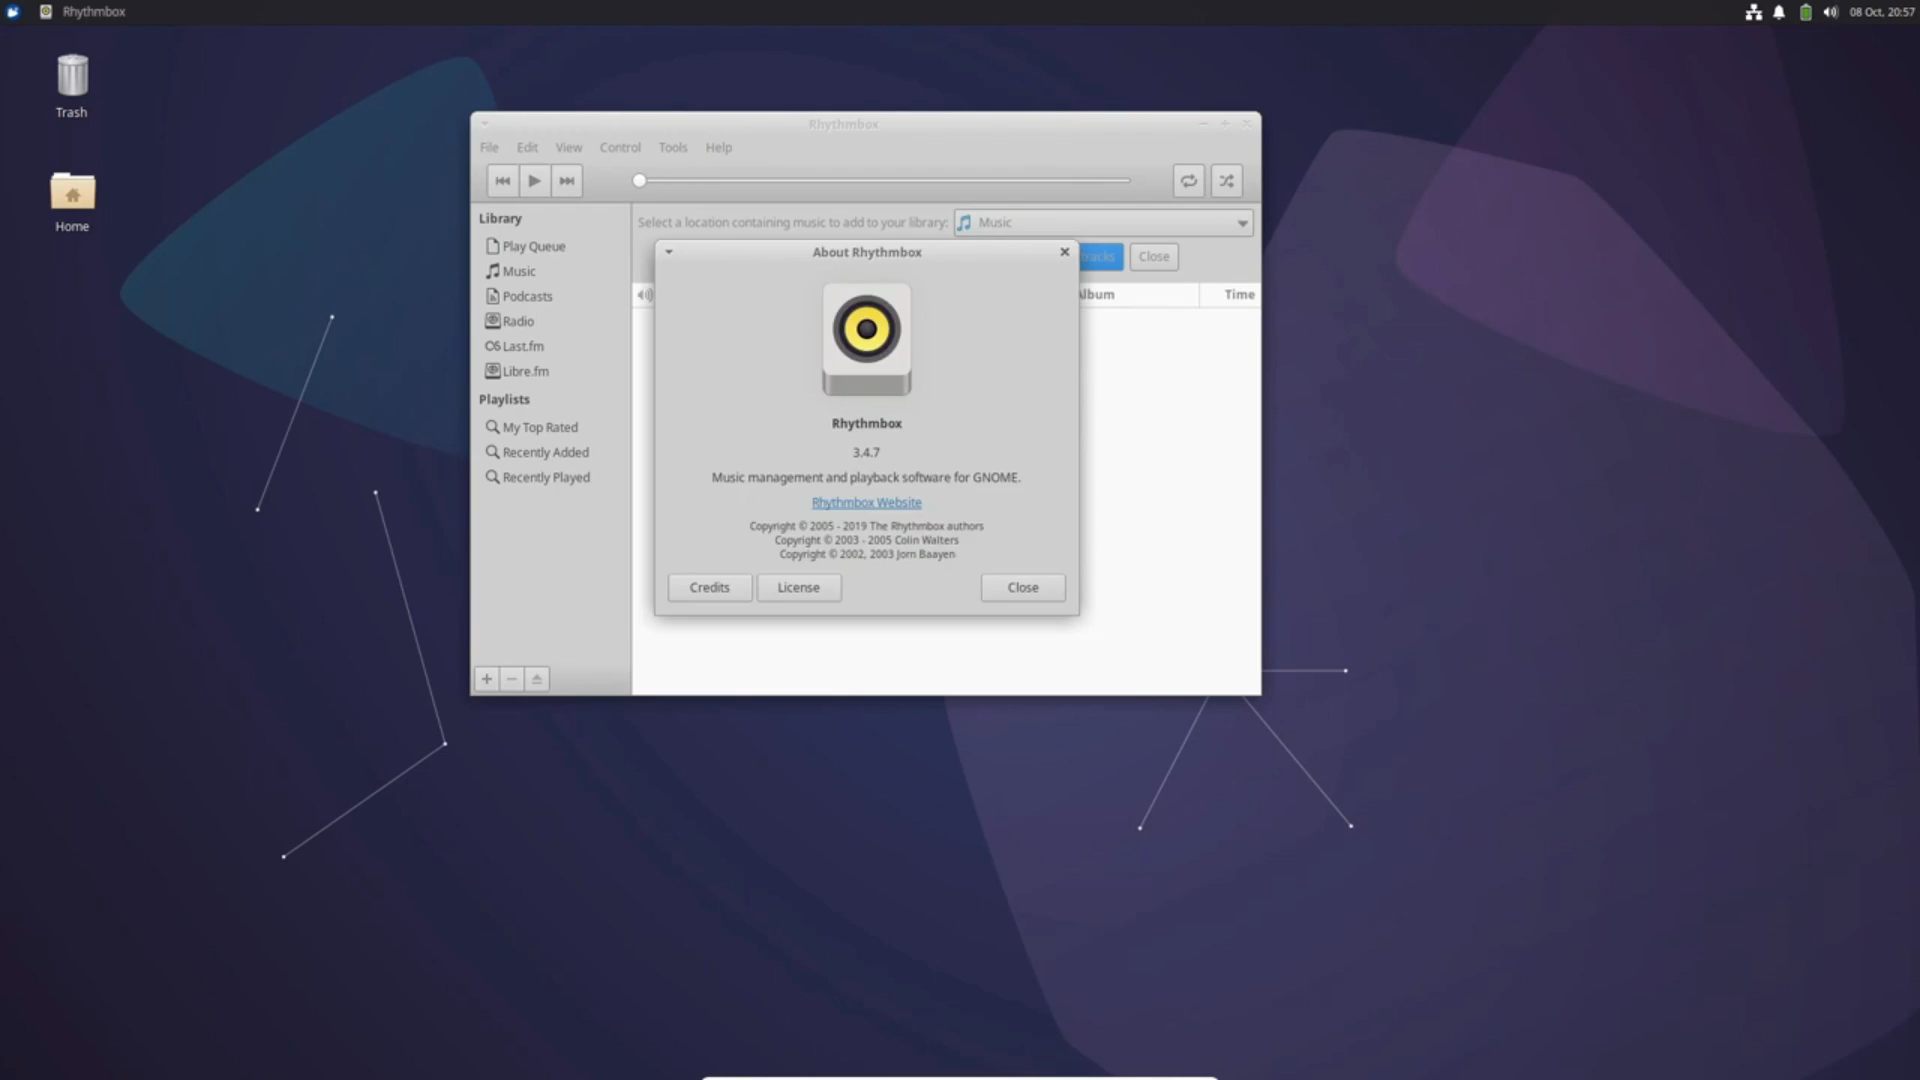 Rhythmbox
08 Oct, 20:57
Trash
Home
Rhythmbox
File Edit View Control Tools Help
Library
Play Queue
Music
Podcasts
Radio
Last.fm
Libre.fm
Playlists
My Top Rated
Recently Added
Recently Played
Select a location containing music to add to your library: Music
Close
Time
About Rhythmbox
Rhythmbox
3.4.7
Music management and playback software for GNOME.
Rhythmbox Website
Copyright © 2005 - 2019 The Rhythmbox authors
Copyright © 2003 - 2005 Colin Walters
Copyright © 2002, 2003 Jorn Baayen
Credits License Close